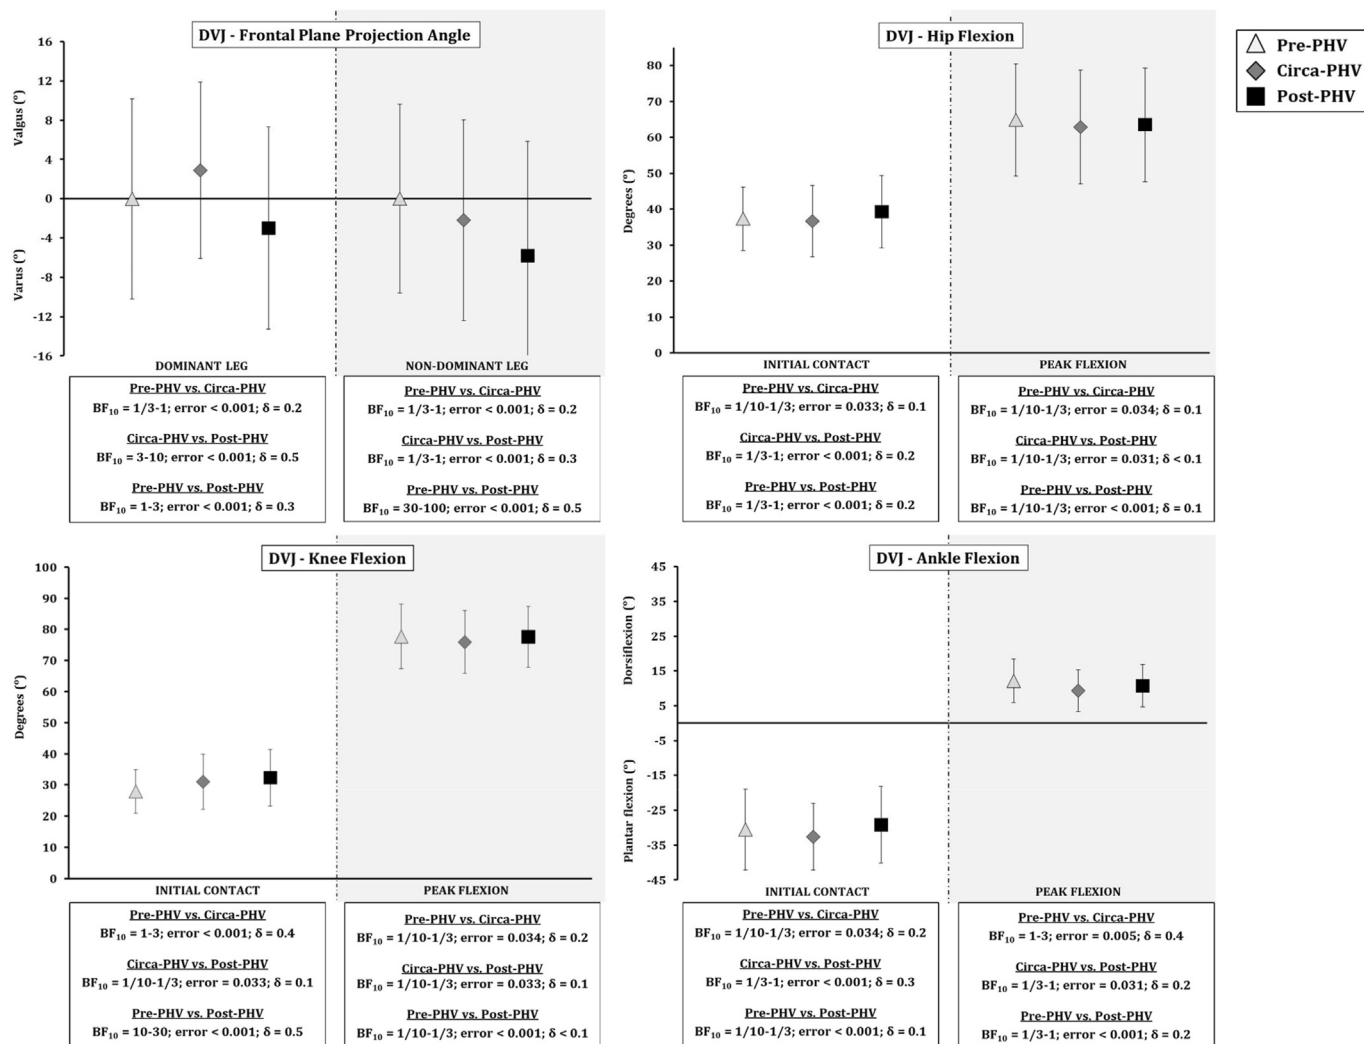 DVJ - Frontal Plane Projection Angle
16
12
8
4
0
-4
-8
-12
-16
Valgus (°)
Varus (°)
DOMINANT LEG
NON-DOMINANT LEG
Pre-PHV vs. Circa-PHV
BF10 = 1/3-1; error < 0.001; δ = 0.2
Circa-PHV vs. Post-PHV
BF10 = 3-10; error < 0.001; δ = 0.5
Pre-PHV vs. Post-PHV
BF10 = 1-3; error < 0.001; δ = 0.3
Pre-PHV vs. Circa-PHV
BF10 = 1/3-1; error < 0.001; δ = 0.2
Circa-PHV vs. Post-PHV
BF10 = 1/3-1; error < 0.001; δ = 0.3
Pre-PHV vs. Post-PHV
BF10 = 30-100; error < 0.001; δ = 0.5
DVJ - Hip Flexion
80
70
60
50
40
30
20
10
0
Degrees (°)
INITIAL CONTACT
PEAK FLEXION
Pre-PHV vs. Circa-PHV
BF10 = 1/10-1/3; error = 0.033; δ = 0.1
Circa-PHV vs. Post-PHV
BF10 = 1/3-1; error < 0.001; δ = 0.2
Pre-PHV vs. Post-PHV
BF10 = 1/3-1; error < 0.001; δ = 0.2
Pre-PHV vs. Circa-PHV
BF10 = 1/10-1/3; error = 0.034; δ = 0.1
Circa-PHV vs. Post-PHV
BF10 = 1/10-1/3; error = 0.031; δ < 0.1
Pre-PHV vs. Post-PHV
BF10 = 1/10-1/3; error < 0.001; δ = 0.1
Pre-PHV
Circa-PHV
Post-PHV
DVJ - Knee Flexion
100
90
80
70
60
50
40
30
20
10
0
Degrees (°)
INITIAL CONTACT
PEAK FLEXION
Pre-PHV vs. Circa-PHV
BF10 = 1-3; error < 0.001; δ = 0.4
Circa-PHV vs. Post-PHV
BF10 = 1/10-1/3; error = 0.033; δ = 0.1
Pre-PHV vs. Post-PHV
BF10 = 10-30; error < 0.001; δ = 0.5
Pre-PHV vs. Circa-PHV
BF10 = 1/10-1/3; error = 0.034; δ = 0.2
Circa-PHV vs. Post-PHV
BF10 = 1/10-1/3; error = 0.033; δ = 0.1
Pre-PHV vs. Post-PHV
BF10 = 1/10-1/3; error < 0.001; δ < 0.1
DVJ - Ankle Flexion
45
35
25
15
5
-5
-15
-25
-35
-45
Dorsiflexion (°)
Plantar flexion (°)
INITIAL CONTACT
PEAK FLEXION
Pre-PHV vs. Circa-PHV
BF10 = 1/10-1/3; error = 0.034; δ = 0.2
Circa-PHV vs. Post-PHV
BF10 = 1/3-1; error < 0.001; δ = 0.3
Pre-PHV vs. Post-PHV
BF10 = 1/10-1/3; error < 0.001; δ = 0.1
Pre-PHV vs. Circa-PHV
BF10 = 1-3; error = 0.005; δ = 0.4
Circa-PHV vs. Post-PHV
BF10 = 1/3-1; error = 0.031; δ = 0.2
Pre-PHV vs. Post-PHV
BF10 = 1/3-1; error < 0.001; δ = 0.2